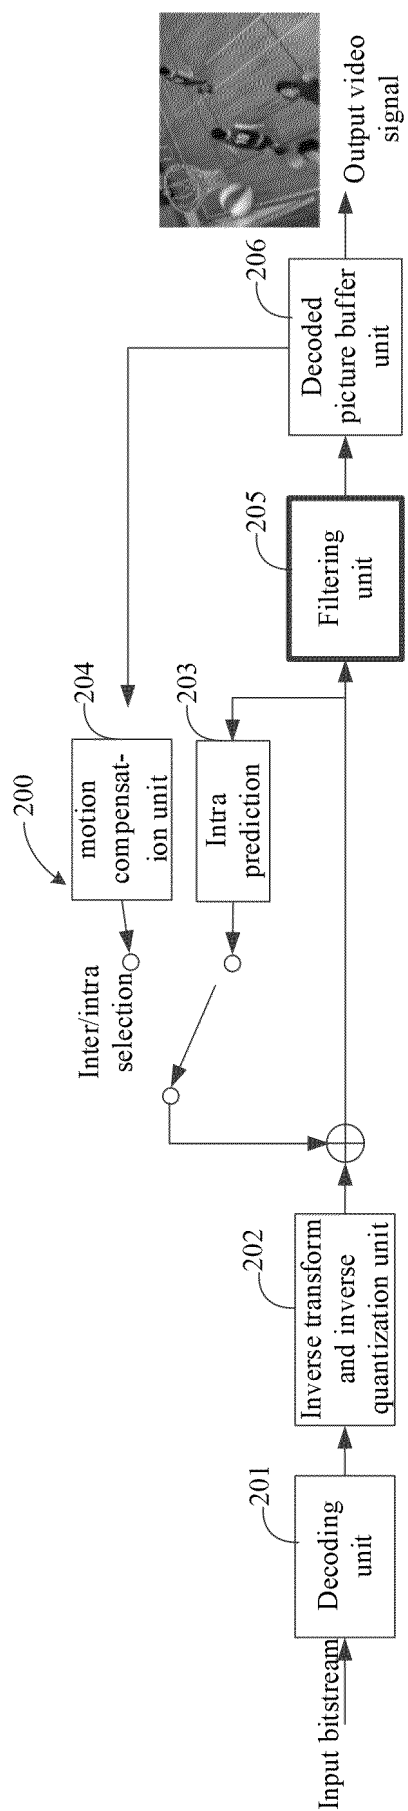 200
Input bitstream
201
Decoding
unit
202
Inverse transform
and inverse
quantization unit
Inter/intra
selection
204
motion
compensat-
ion unit
203
Intra
prediction
205
Filtering
unit
206
Decoded
picture buffer
unit
Output video
signal